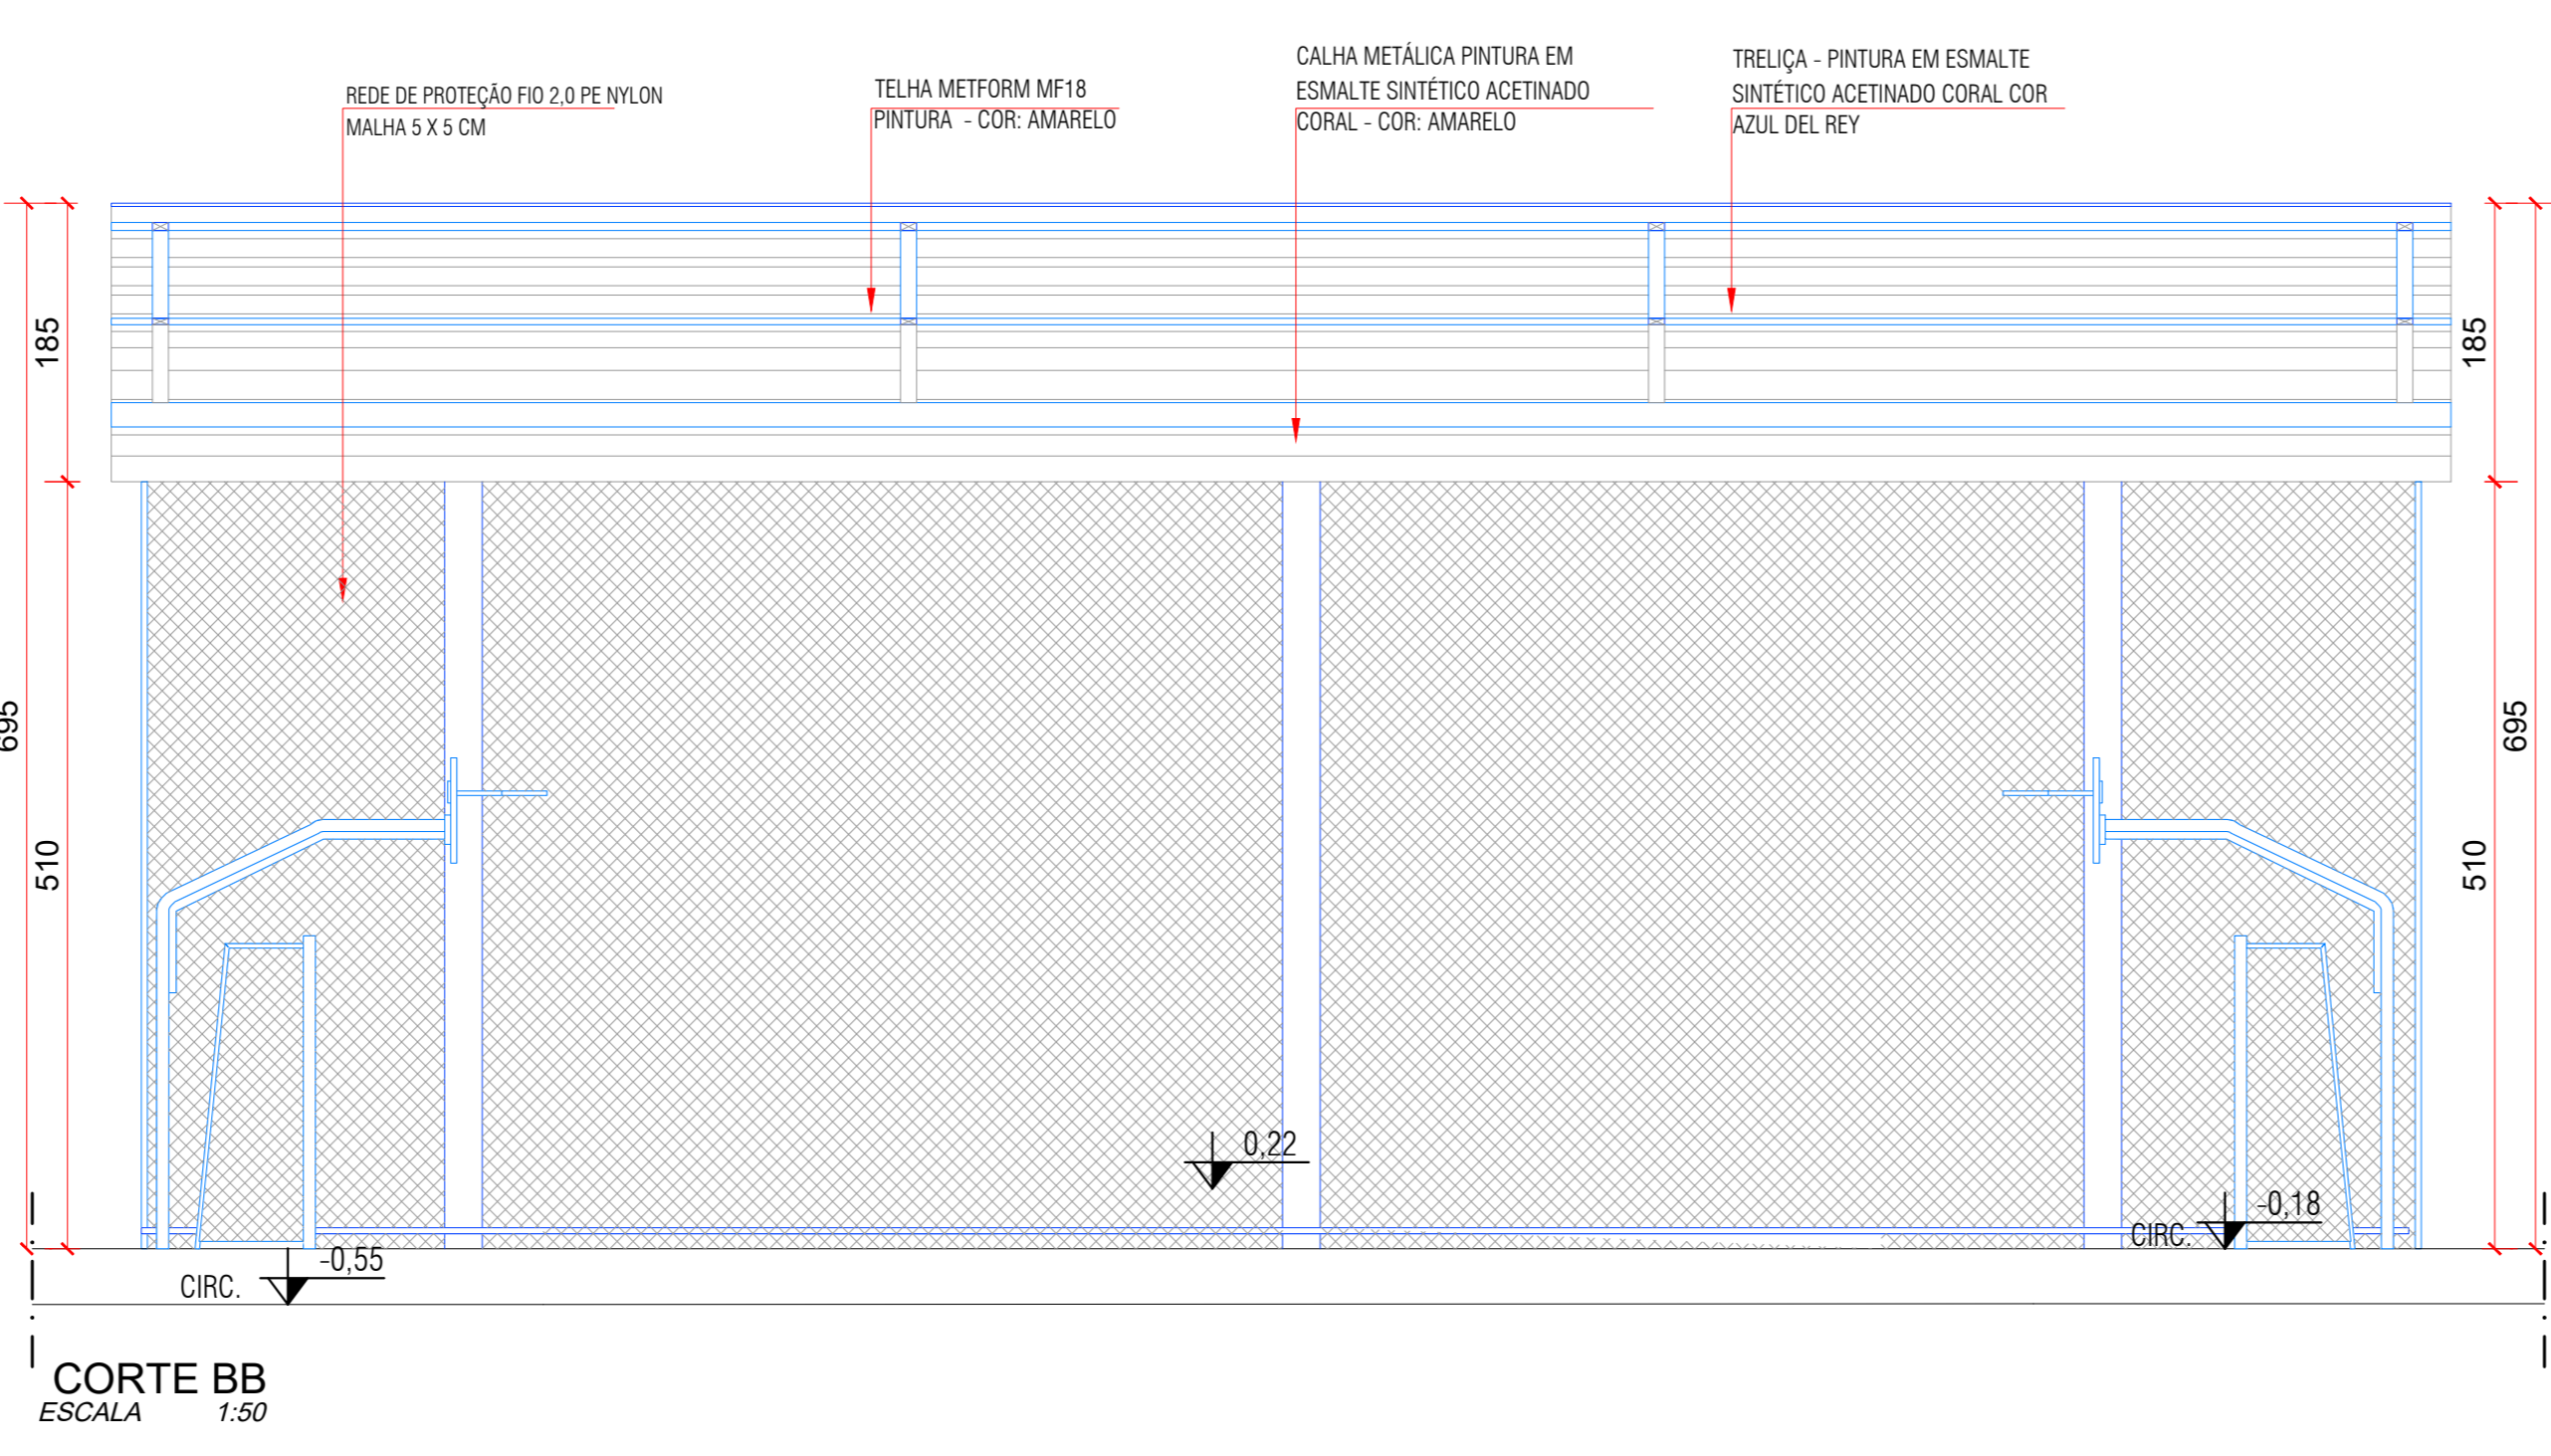 REDE DE PROTEÇÃO FIO 2,0 PE NYLON
MALHA 5 X 5 CM
TELHA METFORM MF18
PINTURA - COR: AMARELO
CALHA METÁLICA PINTURA EM
ESMALTE SINTÉTICO ACETINADO
CORAL - COR: AMARELO
TRELIÇA - PINTURA EM ESMALTE
SINTÉTICO ACETINADO CORAL COR
AZUL DEL REY
185
185
695
695
510
510
0,22
-0,18
CIRC.
-0,55
CIRC.
CORTE BB
ESCALA 1:50